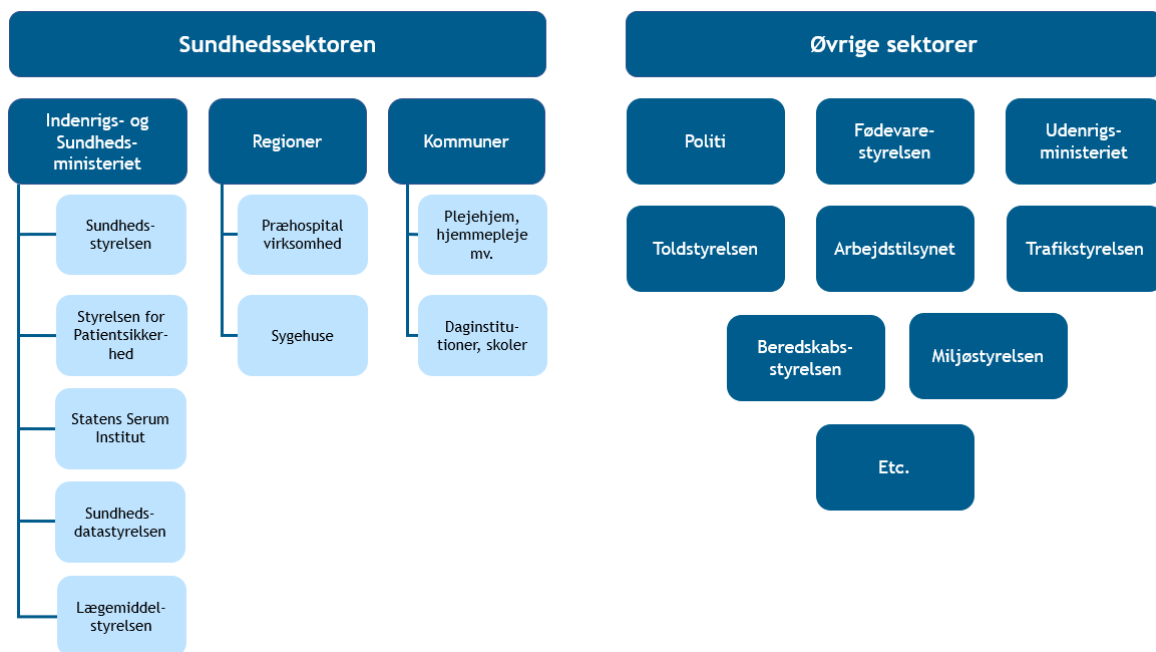 Sundhedssektoren
Indenrigs- og
Sundheds-
ministeriet
Sundheds-
styrelsen
Styrelsen for
Patientsikker-
hed
Statens Serum
Institut
Sundheds-
datastyrelsen
Lægemiddel-
styrelsen
Regioner
Præhospital
virksomhed
Sygehuse
Kommuner
Plejehjem,
hjemmepleje
mv.
Daginstitu-
tioner, skoler
Øvrige sektorer
Politi
Fødevare-
styrelsen
Udenrigs-
ministeriet
Toldstyrelsen
Arbejdstilsynet
Trafikstyrelsen
Beredskabs-
styrelsen
Miljøstyrelsen
Etc.